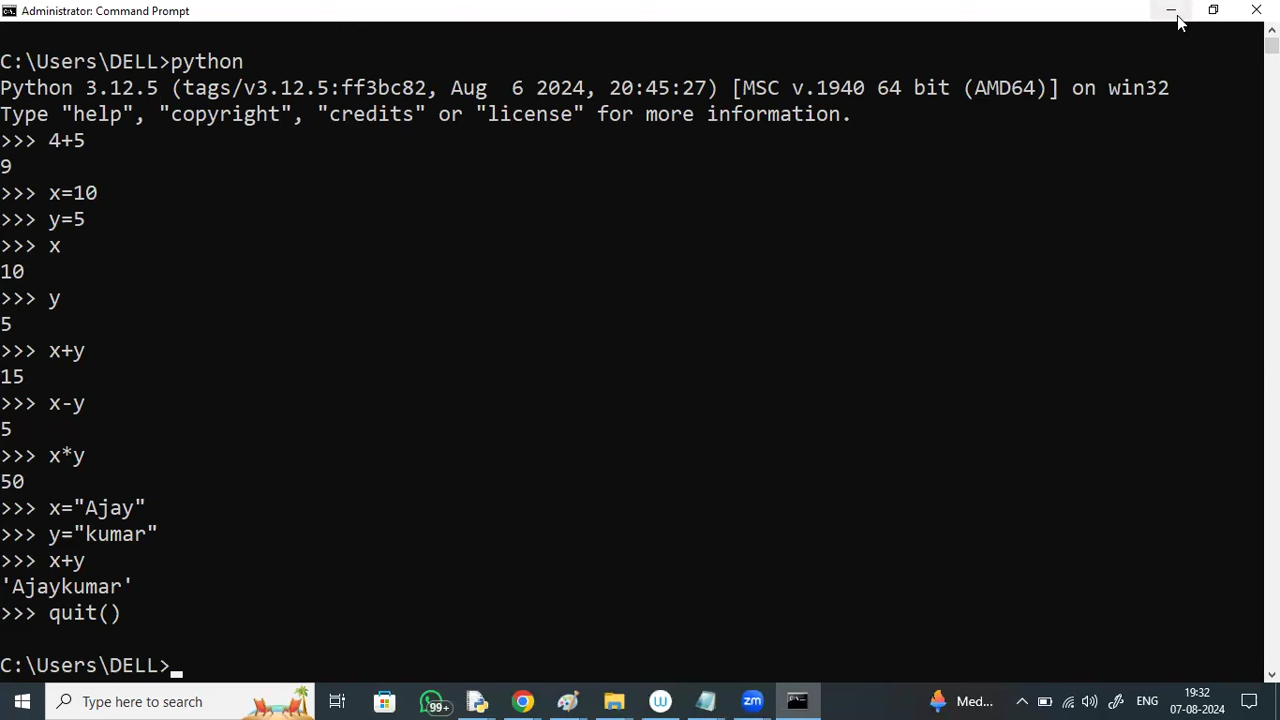 Administrator: Command Prompt
C:\Users\DELL>python
Python 3.12.5 (tags/v3.12.5:ff3bc82, Aug  6 2024, 20:45:27) [MSC v.1940 64 bit (AMD64)] on win32
Type "help", "copyright", "credits" or "license" for more information.
>>> 4+5
9
>>> x=10
>>> y=5
>>> x
10
>>> y
5
>>> x+y
15
>>> x-y
5
>>> x*y
50
>>> x="Ajay"
>>> y="kumar"
>>> x+y
'Ajaykumar'
>>> quit()
C:\Users\DELL>
Type here to search
99+
W
zm
Med...
ENG
19:32
07-08-2024